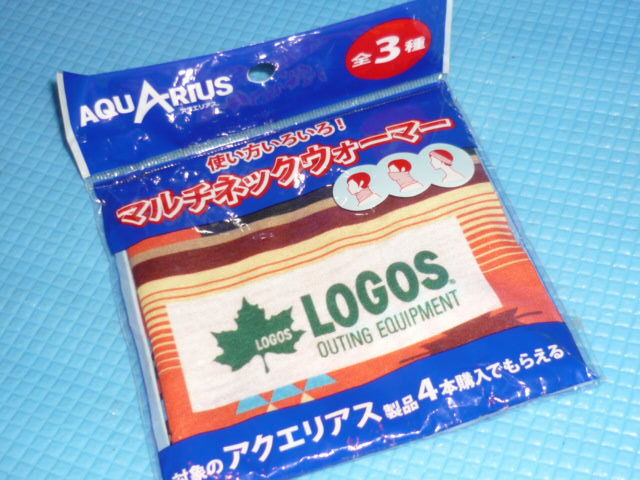 AQUARIUS
アクエリアス
全3種
使い方いろいろ!
マルチネックウォーマー
LOGOS
LOGOS®
OUTING EQUIPMENT
対象のアクエリアス製品4本購入でもらえる